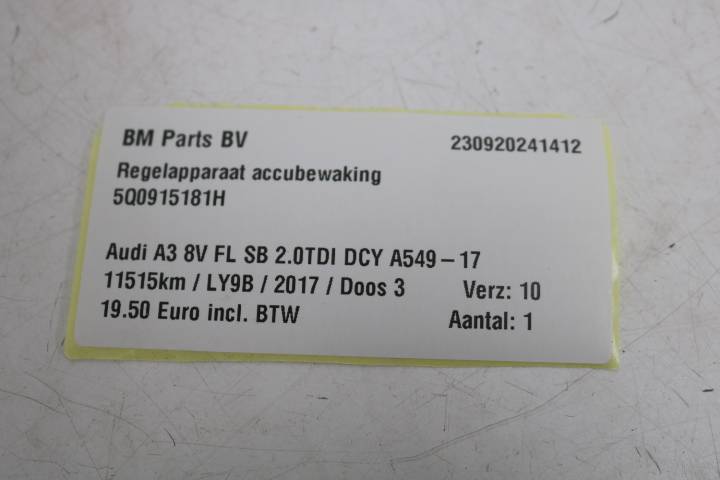 BM Parts BV 230920241412
Regelapparaat accubewaking
5Q0915181H
Audi A3 8V FL SB 2.0TDI DCY A549-17
11515km / LY9B / 2017 / Doos 3 Verz: 10
19.50 Euro incl. BTW Aantal: 1